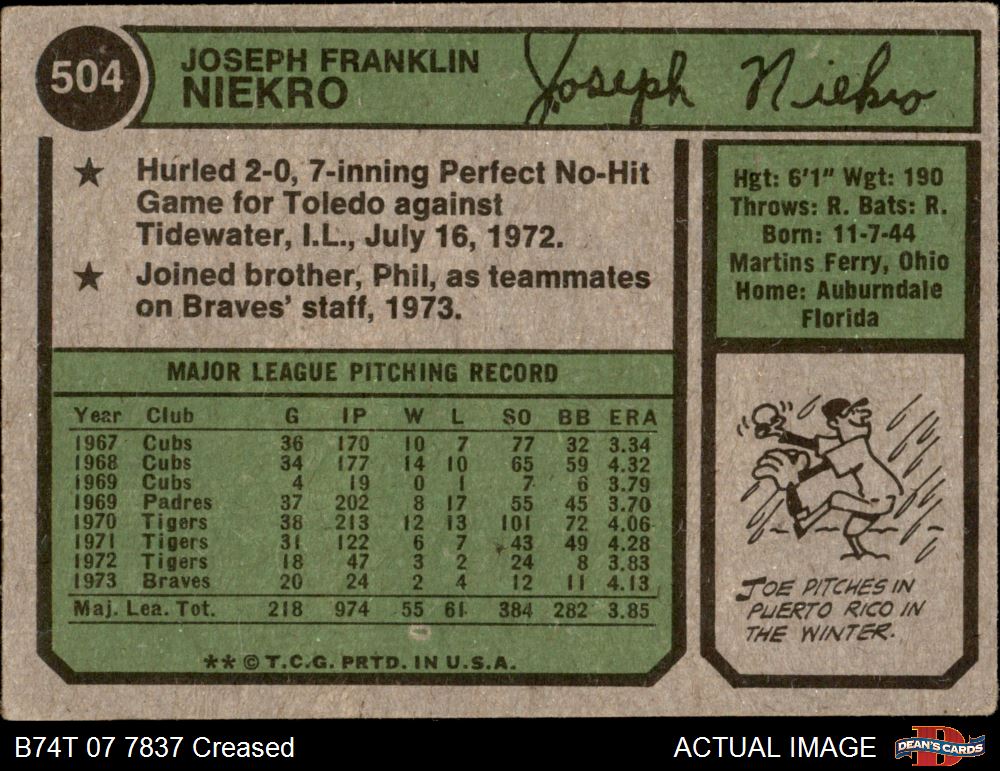 504
JOSEPH FRANKLIN
NIEKRO
Joseph Niekro
★ Hurled 2-0, 7-inning Perfect No-Hit
Game for Toledo against
Tidewater, I.L., July 16, 1972.
★ Joined brother, Phil, as teammates
on Braves' staff, 1973.
Hgt: 6'1" Wgt: 190
Throws: R. Bats: R.
Born: 11-7-44
Martins Ferry, Ohio
Home: Auburndale
Florida
MAJOR LEAGUE PITCHING RECORD
Year Club G IP W L SO BB ERA
1967 Cubs 36 170 10 7 77 32 3.34
1968 Cubs 34 177 14 10 65 59 4.32
1969 Cubs 4 19 0 1 7 6 3.79
1969 Padres 37 202 8 17 55 45 3.70
1970 Tigers 38 213 12 13 101 72 4.06
1971 Tigers 31 122 6 7 43 49 4.28
1972 Tigers 18 47 3 2 24 8 3.83
1973 Braves 20 24 2 4 12 11 4.13
Maj. Lea. Tot. 218 974 55 61 384 282 3.85
** © T.C.G. PRTD. IN U.S.A.
JOE PITCHES IN
PUERTO RICO IN
THE WINTER.
B74T 07 7837 Creased
ACTUAL IMAGE
DEAN'S CARDS